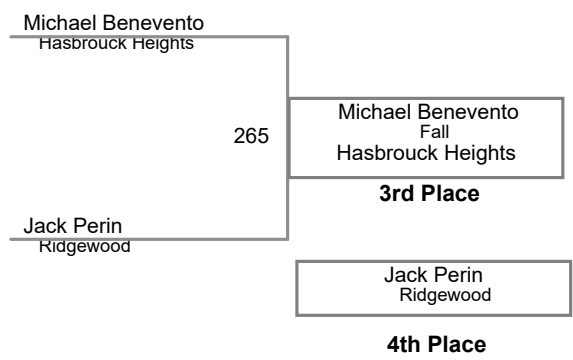 Michael Benevento
Hasbrouck Heights
265
Michael Benevento
Fall
Hasbrouck Heights
3rd Place
Jack Perin
Ridgewood
Jack Perin
Ridgewood
4th Place